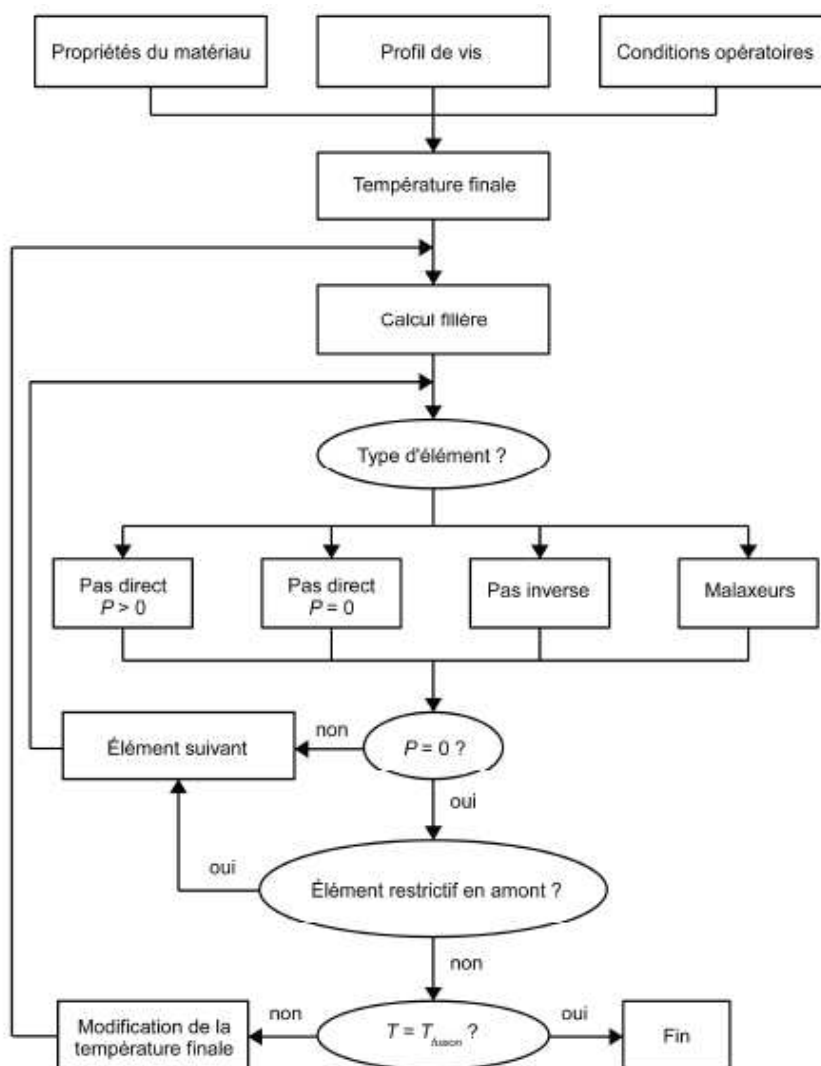 Propriétés du matériau
Profil de vis
Conditions opératoires
Température finale
Calcul filière
Type d'élément ?
Pas direct
P > 0
Pas direct
P = 0
Pas inverse
Malaxeurs
Élément suivant
non
P = 0 ?
oui
oui
Élément restrictif en amont ?
non
Modification de la
température finale
non
T = T fusion ?
oui
Fin